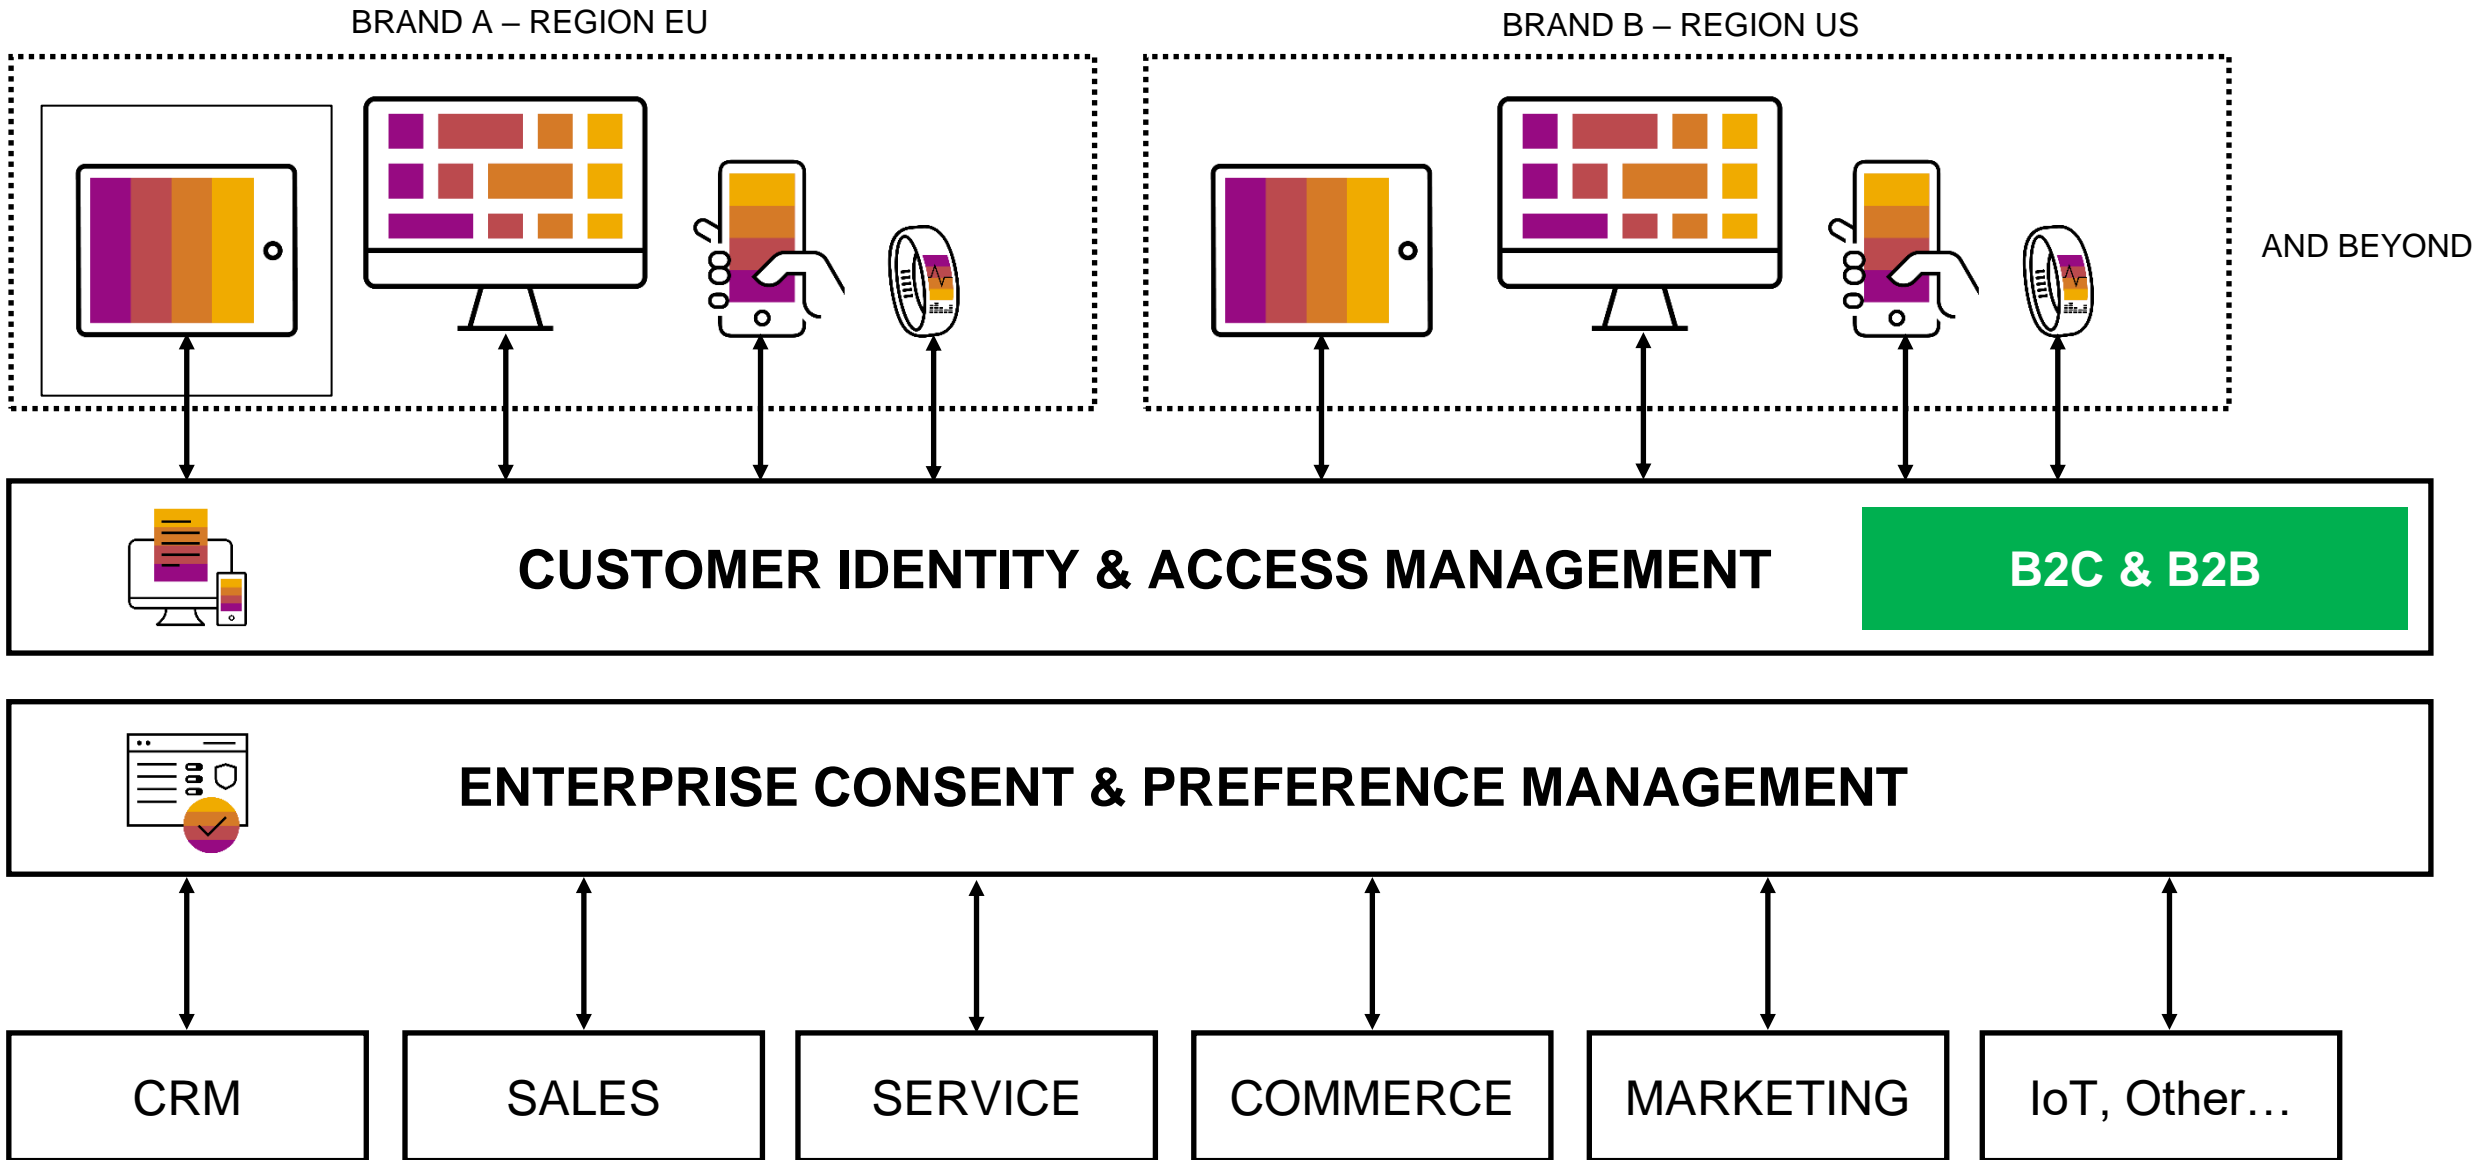 BRAND A – REGION EU
BRAND B – REGION US
AND BEYOND
CUSTOMER IDENTITY & ACCESS MANAGEMENT
B2C & B2B
ENTERPRISE CONSENT & PREFERENCE MANAGEMENT
CRM
SALES
SERVICE
COMMERCE
MARKETING
IoT, Other…